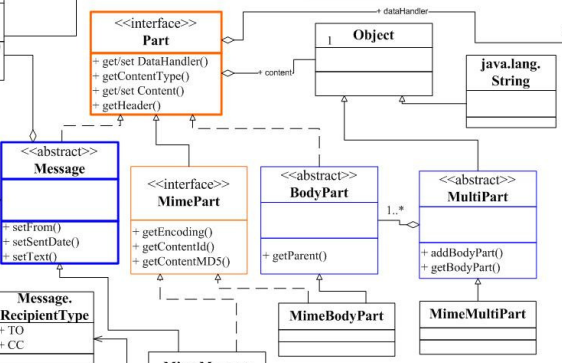 <<interface>>
Part
+ get/set DataHandler()
+ getContentType()
+ get/set Content()
+ getHeader()
+ dataHandler
+ content
1
Object
java.lang.
String
<<abstract>>
Message
+ setFrom()
+ setSentDate()
+ setText()
<<interface>>
MimePart
+ getEncoding()
+ getContentId()
+ getContentMD5()
<<abstract>>
BodyPart
+ getParent()
1..*
<<abstract>>
MultiPart
+ addBodyPart()
+ getBodyPart()
Message.
RecipientType
+ TO
+ CC
MimeBodyPart
MimeMultiPart